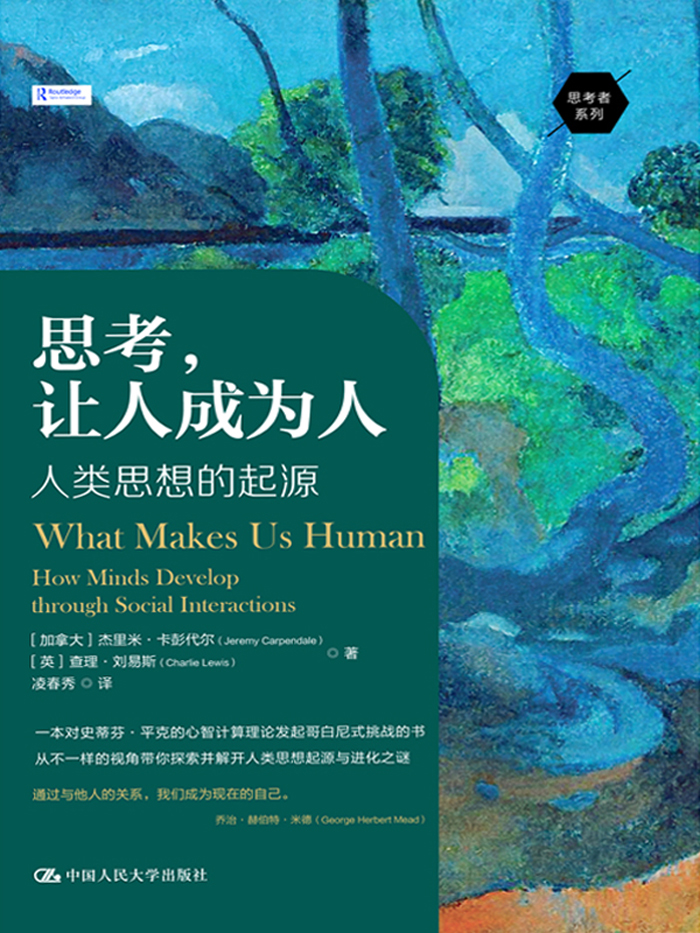 Routledge
思考者
系列
思考，
让人成为人
人类思想的起源
What Makes Us Human
How Minds Develop
through Social Interactions
[加拿大] 杰里米·卡彭代尔 (Jeremy Carpendale)
[英] 查理·刘易斯 (Charlie Lewis)
◎ 著
凌春秀 ◎ 译
一本对史蒂芬·平克的心智计算理论发起哥白尼式挑战的书
从不一样的视角带你探索并解开人类思想起源与进化之谜
通过与他人的关系，我们成为现在的自己。
乔治·赫伯特·米德 (George Herbert Mead)
中国人民大学出版社